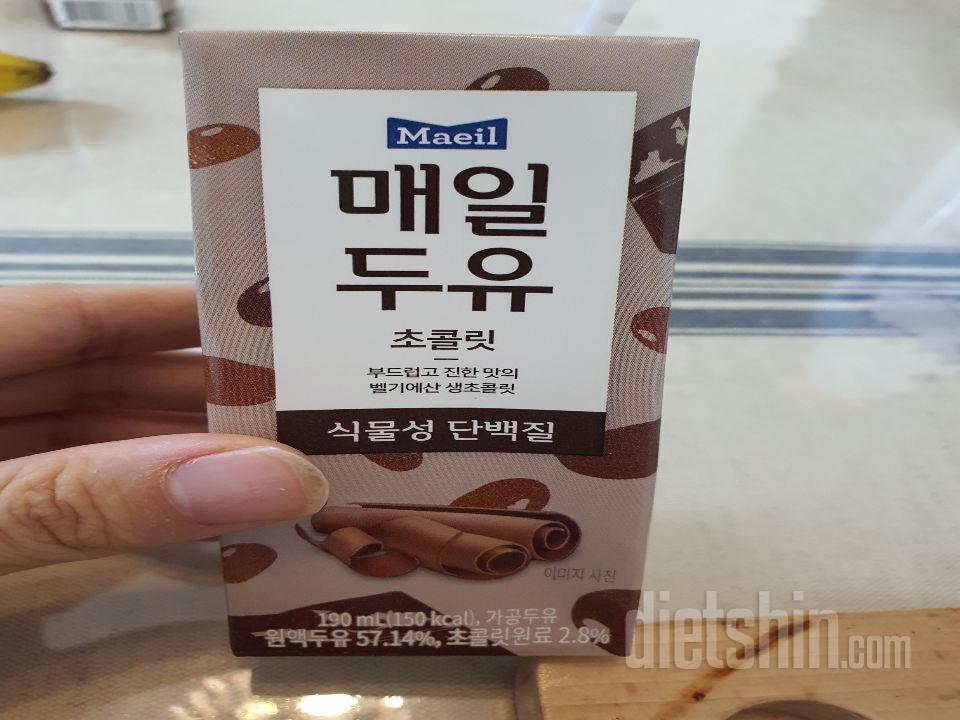 Maeil
매일
두유
초콜릿
부드럽고 진한 맛의
벨기에산 생초콜릿
식물성 단백질
이미지 사진
190 mL(150 kcal), 가공두유
원액두유 57.14%, 초콜릿원료 2.8%
dietshin.com